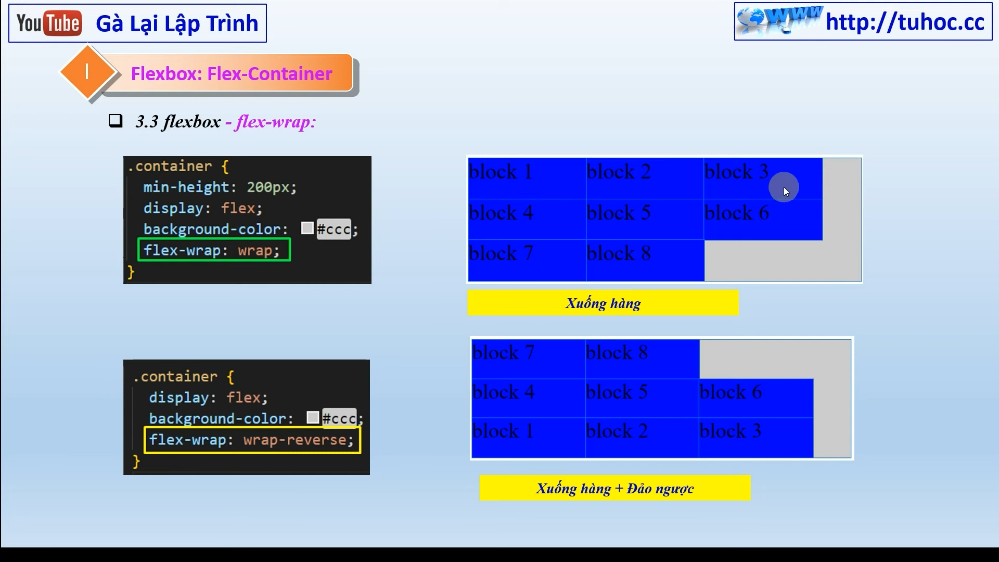 YouTube Gà Lại Lập Trình
WWW http://tuhoc.cc
I Flexbox: Flex-Container
3.3 flexbox - flex-wrap:
.container {
min-height: 200px;
display: flex;
background-color: #ccc;
flex-wrap: wrap;
}
block 1 block 2 block 3
block 4 block 5 block 6
block 7 block 8
Xuống hàng
.container {
display: flex;
background-color: #ccc;
flex-wrap: wrap-reverse;
}
block 7 block 8
block 4 block 5 block 6
block 1 block 2 block 3
Xuống hàng + Đảo ngược